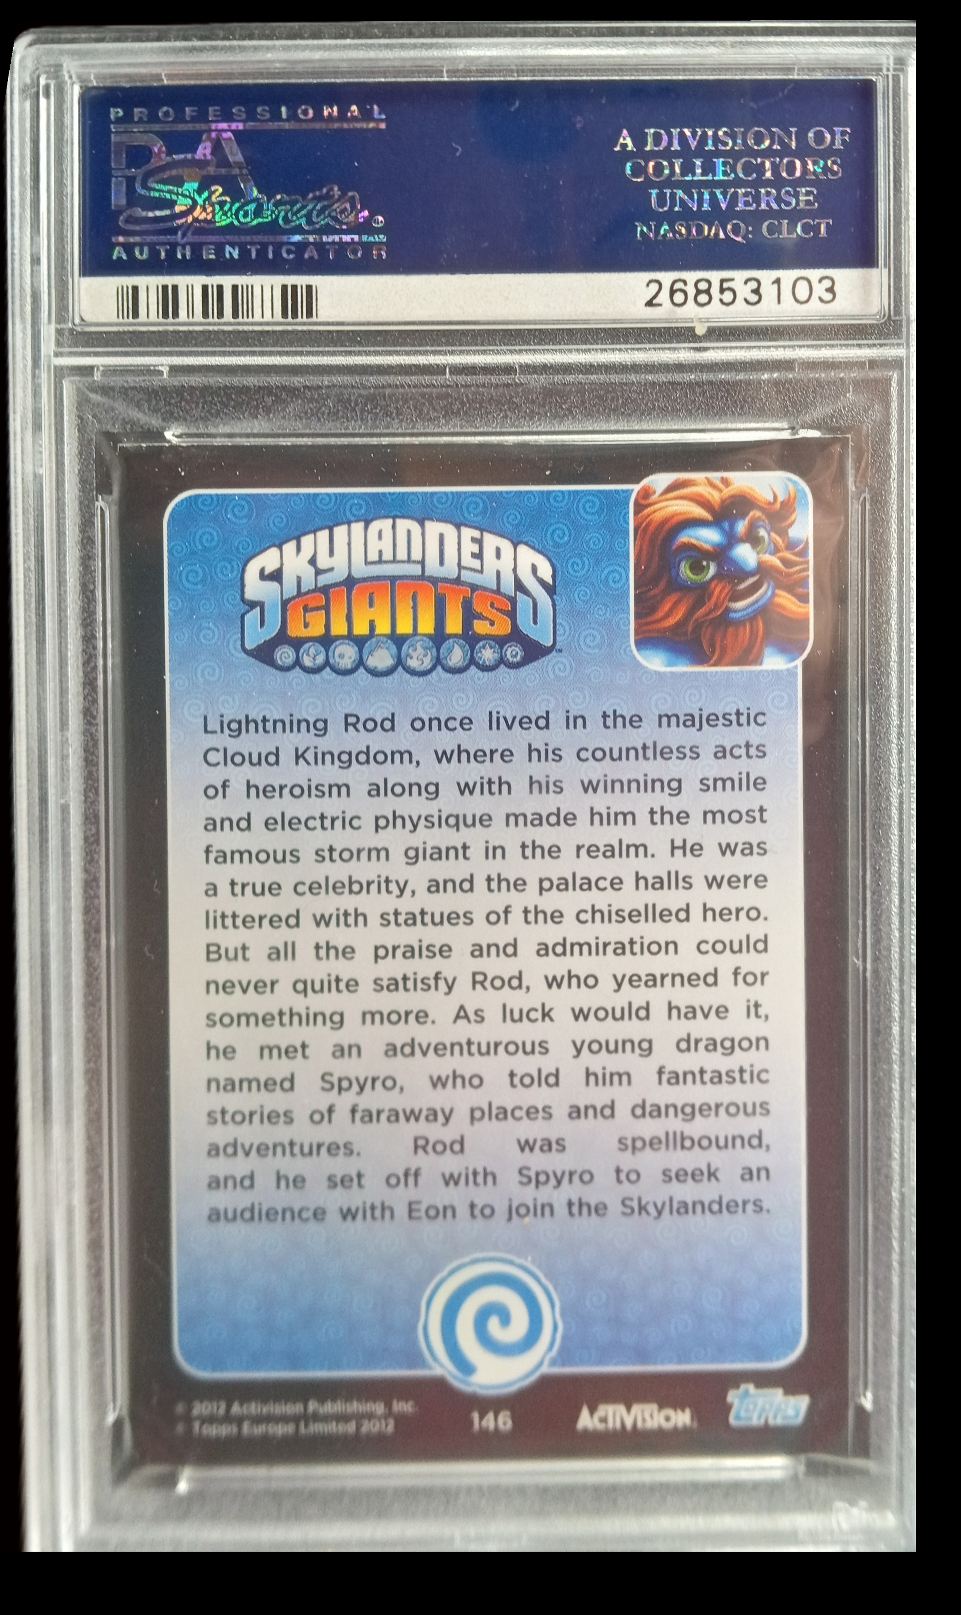 PROFESSIONAL
PSA
Sports
AUTHENTICATOR
A DIVISION OF
COLLECTORS
UNIVERSE
NASDAQ: CLCT
26853103
SKYLANDERS
GIANTS
Lightning Rod once lived in the majestic
Cloud Kingdom, where his countless acts
of heroism along with his winning smile
and electric physique made him the most
famous storm giant in the realm. He was
a true celebrity, and the palace halls were
littered with statues of the chiselled hero.
But all the praise and admiration could
never quite satisfy Rod, who yearned for
something more. As luck would have it,
he met an adventurous young dragon
named Spyro, who told him fantastic
stories of faraway places and dangerous
adventures. Rod was spellbound,
and he set off with Spyro to seek an
audience with Eon to join the Skylanders.
© 2012 Activision Publishing, Inc.
© Topps Europe Limited 2012
146
ACTIVISION
topps